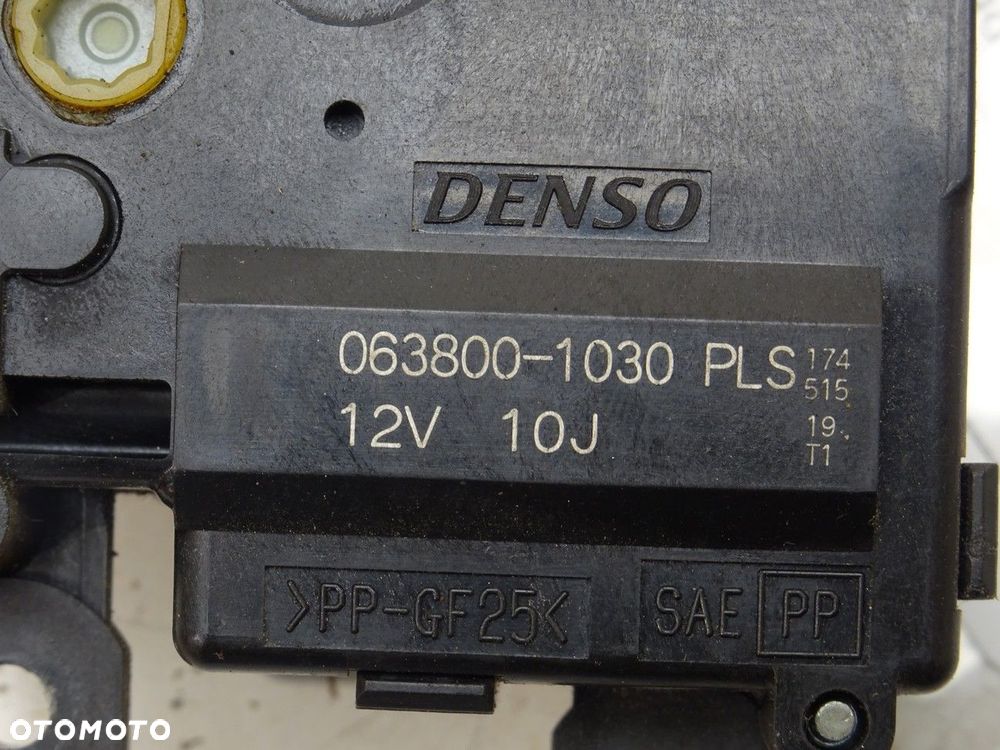 DENSO
063800-1030 PLS 174
515
12V 10J 19
T1
>PP-GF25<
SAE PP
OTOMOTO